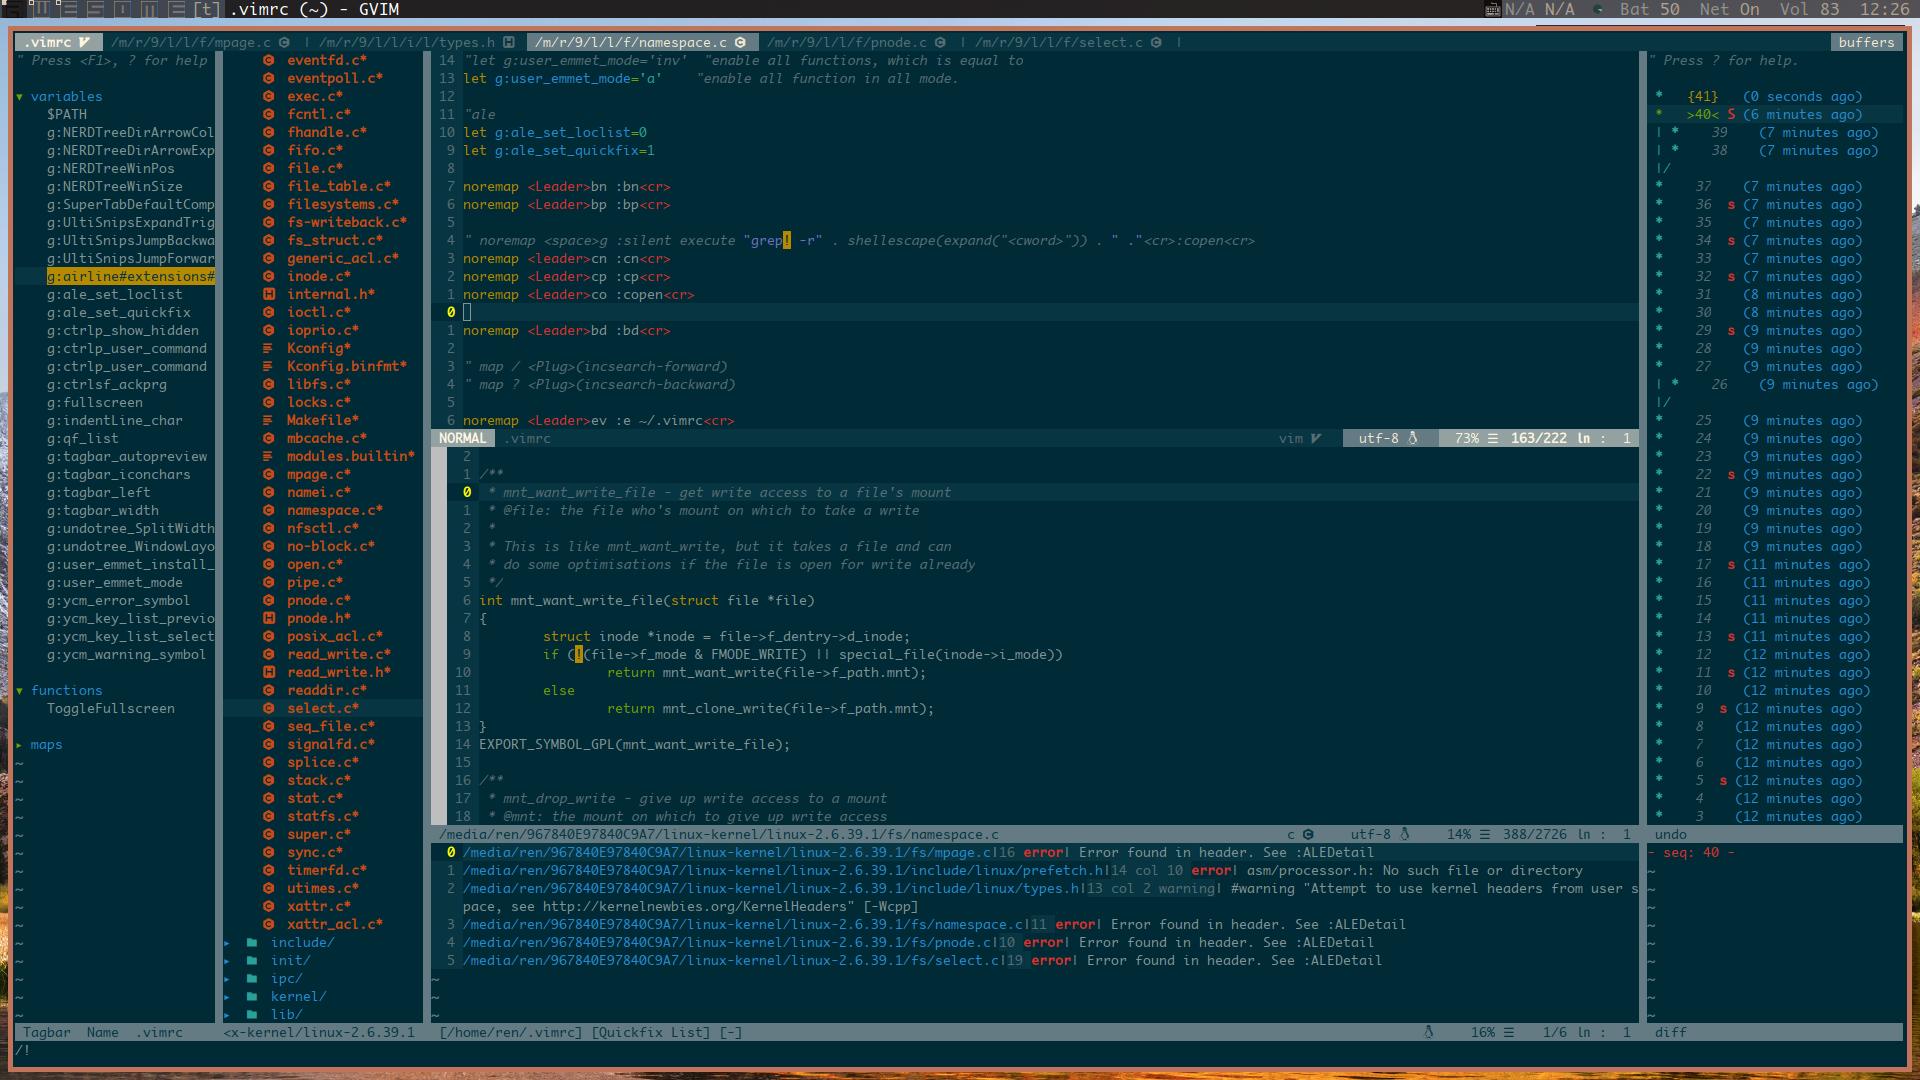 [t] .vimrc (~) - GVIM
N/A N/A Bat 50 Net On Vol 83 12:26
.vimrc
/m/r/9/l/l/f/mpage.c
/m/r/9/l/l/i/l/types.h
/m/r/9/l/l/f/namespace.c
/m/r/9/l/l/f/pnode.c
/m/r/9/l/l/f/select.c
buffers
" Press <F1>, ? for help
▼ variables
$PATH
g:NERDTreeDirArrowCol
g:NERDTreeDirArrowExp
g:NERDTreeWinPos
g:NERDTreeWinSize
g:SuperTabDefaultComp
g:UltiSnipsExpandTrig
g:UltiSnipsJumpBackwa
g:UltiSnipsJumpForwar
g:airline#extensions#
g:ale_set_loclist
g:ale_set_quickfix
g:ctrlp_show_hidden
g:ctrlp_user_command
g:ctrlp_user_command
g:ctrlsf_ackprg
g:fullscreen
g:indentLine_char
g:qf_list
g:tagbar_autopreview
g:tagbar_iconchars
g:tagbar_left
g:tagbar_width
g:undotree_SplitWidth
g:undotree_WindowLayo
g:user_emmet_install_
g:user_emmet_mode
g:ycm_error_symbol
g:ycm_key_list_previo
g:ycm_key_list_select
g:ycm_warning_symbol
▼ functions
ToggleFullscreen
▸ maps
Tagbar Name .vimrc
eventfd.c*
eventpoll.c*
exec.c*
fcntl.c*
fhandle.c*
fifo.c*
file.c*
file_table.c*
filesystems.c*
fs-writeback.c*
fs_struct.c*
generic_acl.c*
inode.c*
internal.h*
ioctl.c*
ioprio.c*
Kconfig*
Kconfig.binfmt*
libfs.c*
locks.c*
Makefile*
mbcache.c*
modules.builtin*
mpage.c*
namei.c*
namespace.c*
nfsctl.c*
no-block.c*
open.c*
pipe.c*
pnode.c*
pnode.h*
posix_acl.c*
read_write.c*
read_write.h*
readdir.c*
select.c*
seq_file.c*
signalfd.c*
splice.c*
stack.c*
stat.c*
statfs.c*
super.c*
sync.c*
timerfd.c*
utimes.c*
xattr.c*
xattr_acl.c*
▸ include/
▸ init/
▸ ipc/
▸ kernel/
▸ lib/
<x-kernel/linux-2.6.39.1
14 "let g:user_emmet_mode='inv'  "enable all functions, which is equal to
13 let g:user_emmet_mode='a'    "enable all function in all mode.
12
11 "ale
10 let g:ale_set_loclist=0
9 let g:ale_set_quickfix=1
8
7 noremap <Leader>bn :bn<cr>
6 noremap <Leader>bp :bp<cr>
5
4 " noremap <space>g :silent execute "grep! -r" . shellescape(expand("<cword>")) . " ."<cr>:copen<cr>
3 noremap <Leader>cn :cn<cr>
2 noremap <Leader>cp :cp<cr>
1 noremap <Leader>co :copen<cr>
0
1 noremap <Leader>bd :bd<cr>
2
3 " map / <Plug>(incsearch-forward)
4 " map ? <Plug>(incsearch-backward)
5
6 noremap <Leader>ev :e ~/.vimrc<cr>
NORMAL .vimrc vim utf-8 73% ☰ 163/222 ln : 1
2
1 /**
0 * mnt_want_write_file - get write access to a file's mount
1 * @file: the file who's mount on which to take a write
2 *
3 * This is like mnt_want_write, but it takes a file and can
4 * do some optimisations if the file is open for write already
5 */
6 int mnt_want_write_file(struct file *file)
7 {
8 struct inode *inode = file->f_dentry->d_inode;
9 if (!(file->f_mode & FMODE_WRITE) || special_file(inode->i_mode))
10 return mnt_want_write(file->f_path.mnt);
11 else
12 return mnt_clone_write(file->f_path.mnt);
13 }
14 EXPORT_SYMBOL_GPL(mnt_want_write_file);
15
16 /**
17 * mnt_drop_write - give up write access to a mount
18 * @mnt: the mount on which to give up write access
/media/ren/967840E97840C9A7/linux-kernel/linux-2.6.39.1/fs/namespace.c c utf-8 14% ☰ 388/2726 ln : 1
0 /media/ren/967840E97840C9A7/linux-kernel/linux-2.6.39.1/fs/mpage.c|16 error| Error found in header. See :ALEDetail
1 /media/ren/967840E97840C9A7/linux-kernel/linux-2.6.39.1/include/linux/prefetch.h|14 col 10 error| asm/processor.h: No such file or directory
2 /media/ren/967840E97840C9A7/linux-kernel/linux-2.6.39.1/include/linux/types.h|13 col 2 warning| #warning "Attempt to use kernel headers from user s
pace, see http://kernelnewbies.org/KernelHeaders" [-Wcpp]
3 /media/ren/967840E97840C9A7/linux-kernel/linux-2.6.39.1/fs/namespace.c|11 error| Error found in header. See :ALEDetail
4 /media/ren/967840E97840C9A7/linux-kernel/linux-2.6.39.1/fs/pnode.c|10 error| Error found in header. See :ALEDetail
5 /media/ren/967840E97840C9A7/linux-kernel/linux-2.6.39.1/fs/select.c|19 error| Error found in header. See :ALEDetail
[/home/ren/.vimrc] [Quickfix List] [-] 16% ☰ 1/6 ln : 1
" Press ? for help.
* {41} (0 seconds ago)
* >40< S (6 minutes ago)
| * 39 (7 minutes ago)
| * 38 (7 minutes ago)
|/
* 37 (7 minutes ago)
* 36 s (7 minutes ago)
* 35 (7 minutes ago)
* 34 s (7 minutes ago)
* 33 (7 minutes ago)
* 32 s (7 minutes ago)
* 31 (8 minutes ago)
* 30 (8 minutes ago)
* 29 s (9 minutes ago)
* 28 (9 minutes ago)
* 27 (9 minutes ago)
| * 26 (9 minutes ago)
|/
* 25 (9 minutes ago)
* 24 (9 minutes ago)
* 23 (9 minutes ago)
* 22 s (9 minutes ago)
* 21 (9 minutes ago)
* 20 (9 minutes ago)
* 19 (9 minutes ago)
* 18 (9 minutes ago)
* 17 s (11 minutes ago)
* 16 (11 minutes ago)
* 15 (11 minutes ago)
* 14 (11 minutes ago)
* 13 s (11 minutes ago)
* 12 (12 minutes ago)
* 11 s (11 minutes ago)
* 10 (12 minutes ago)
* 9 s (12 minutes ago)
* 8 (12 minutes ago)
* 7 (12 minutes ago)
* 6 (12 minutes ago)
* 5 s (12 minutes ago)
* 4 (12 minutes ago)
* 3 (12 minutes ago)
undo
- seq: 40 -
diff
/!